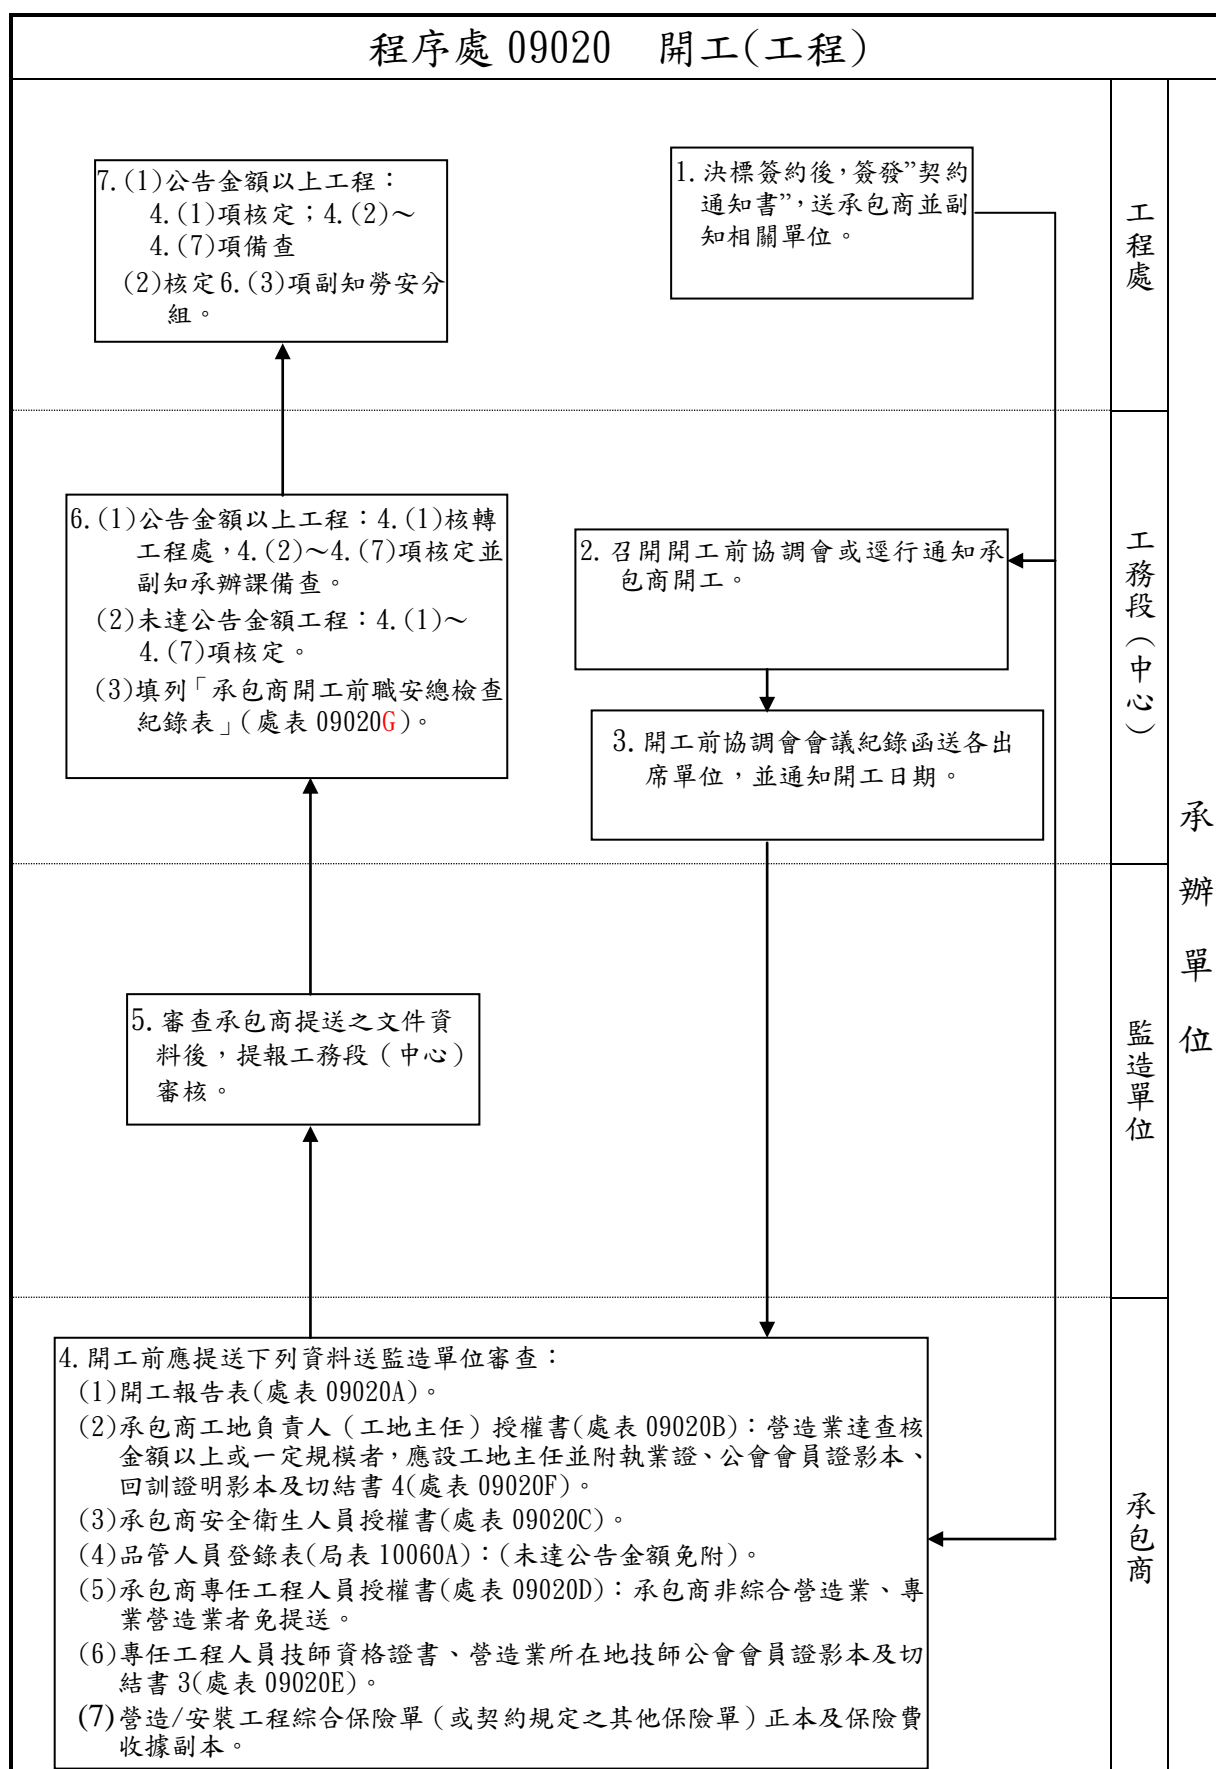 程序處 09020　開工(工程)
7.(1)公告金額以上工程：
4.(1)項核定；4.(2)～
4.(7)項備查
(2)核定6.(3)項副知勞安分
組。
1.決標簽約後，簽發”契約
通知書”，送承包商並副
知相關單位。
工程處
6.(1)公告金額以上工程：4.(1)核轉
工程處，4.(2)～4.(7)項核定並
副知承辦課備查。
(2)未達公告金額工程：4.(1)～
4.(7)項核定。
(3)填列「承包商開工前職安總檢查
紀錄表」(處表 09020G)。
2.召開開工前協調會或逕行通知承
包商開工。
3.開工前協調會會議紀錄函送各出
席單位，並通知開工日期。
工務段（中心）
5.審查承包商提送之文件資
料後，提報工務段（中心）
審核。
監造單位
承辦單位
4.開工前應提送下列資料送監造單位審查：
(1)開工報告表(處表 09020A)。
(2)承包商工地負責人（工地主任）授權書(處表 09020B)：營造業達查核
金額以上或一定規模者，應設工地主任並附執業證、公會會員證影本、
回訓證明影本及切結書 4(處表 09020F)。
(3)承包商安全衛生人員授權書(處表 09020C)。
(4)品管人員登錄表(局表 10060A)：(未達公告金額免附)。
(5)承包商專任工程人員授權書(處表 09020D)：承包商非綜合營造業、專
業營造業者免提送。
(6)專任工程人員技師資格證書、營造業所在地技師公會會員證影本及切
結書 3(處表 09020E)。
(7)營造/安裝工程綜合保險單（或契約規定之其他保險單）正本及保險費
收據副本。
承包商